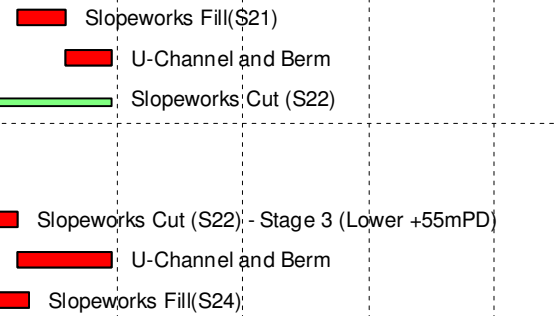 Slopeworks Fill(S21)
U-Channel and Berm
Slopeworks Cut (S22)
Slopeworks Cut (S22) - Stage 3 (Lower +55mPD)
U-Channel and Berm
Slopeworks Fill(S24)